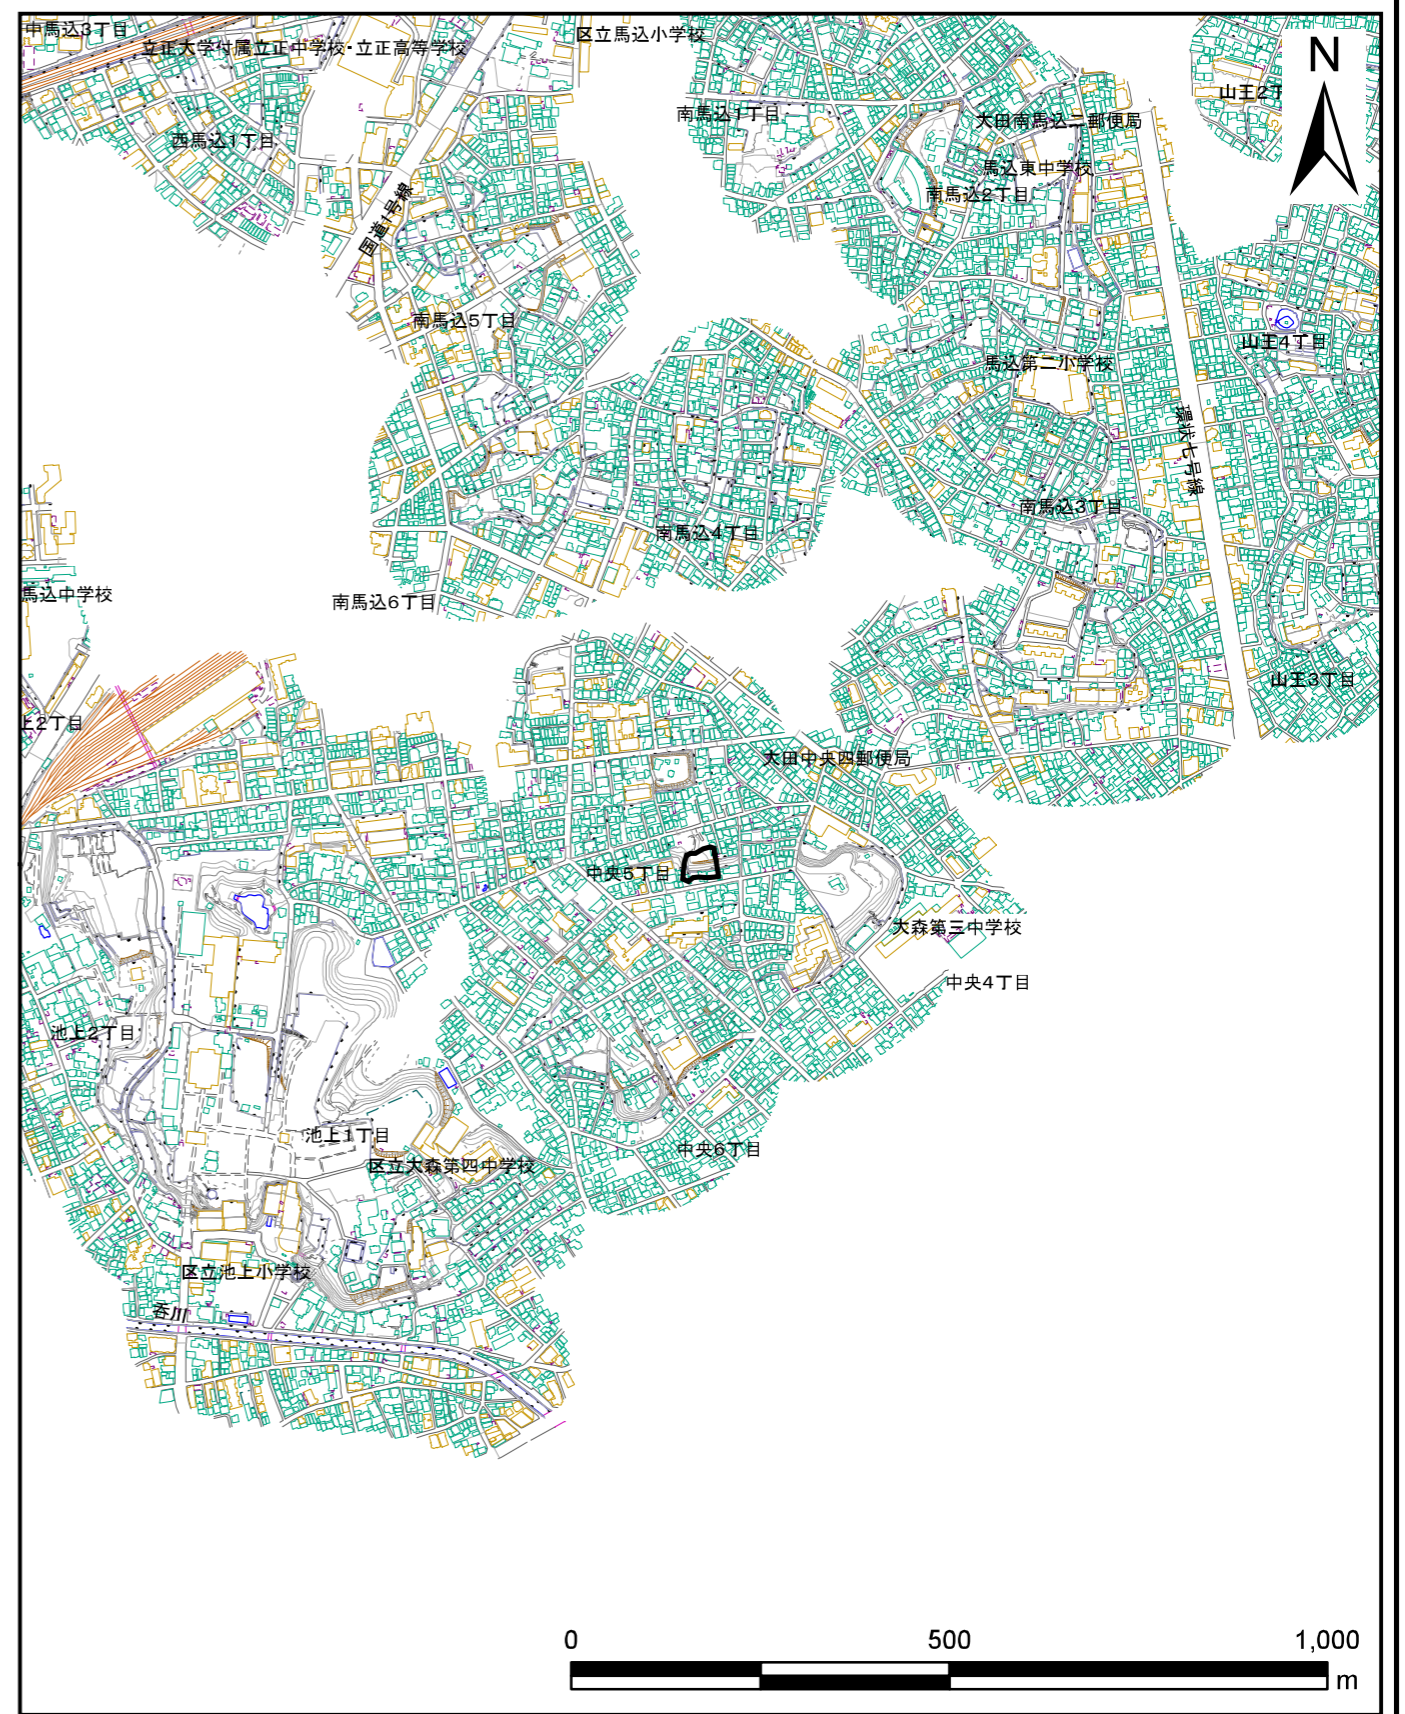 中馬込3丁目
立正大学付属立正中学校・立正高等学校
区立馬込小学校
N
山王2丁
南馬込1丁目
大田南馬込二郵便局
西馬込1丁目
馬込東中学校
南馬込2丁目
国道1号線
南馬込5丁目
山王4丁目
馬込第二小学校
環状七号線
南馬込3丁目
南馬込4丁目
馬込中学校
南馬込6丁目
山王3丁目
上2丁目
大田中央四郵便局
中央5丁目
大森第三中学校
中央4丁目
池上2丁目
池上1丁目
中央6丁目
区立大森第四中学校
区立池上小学校
呑川
0 500 1,000
m